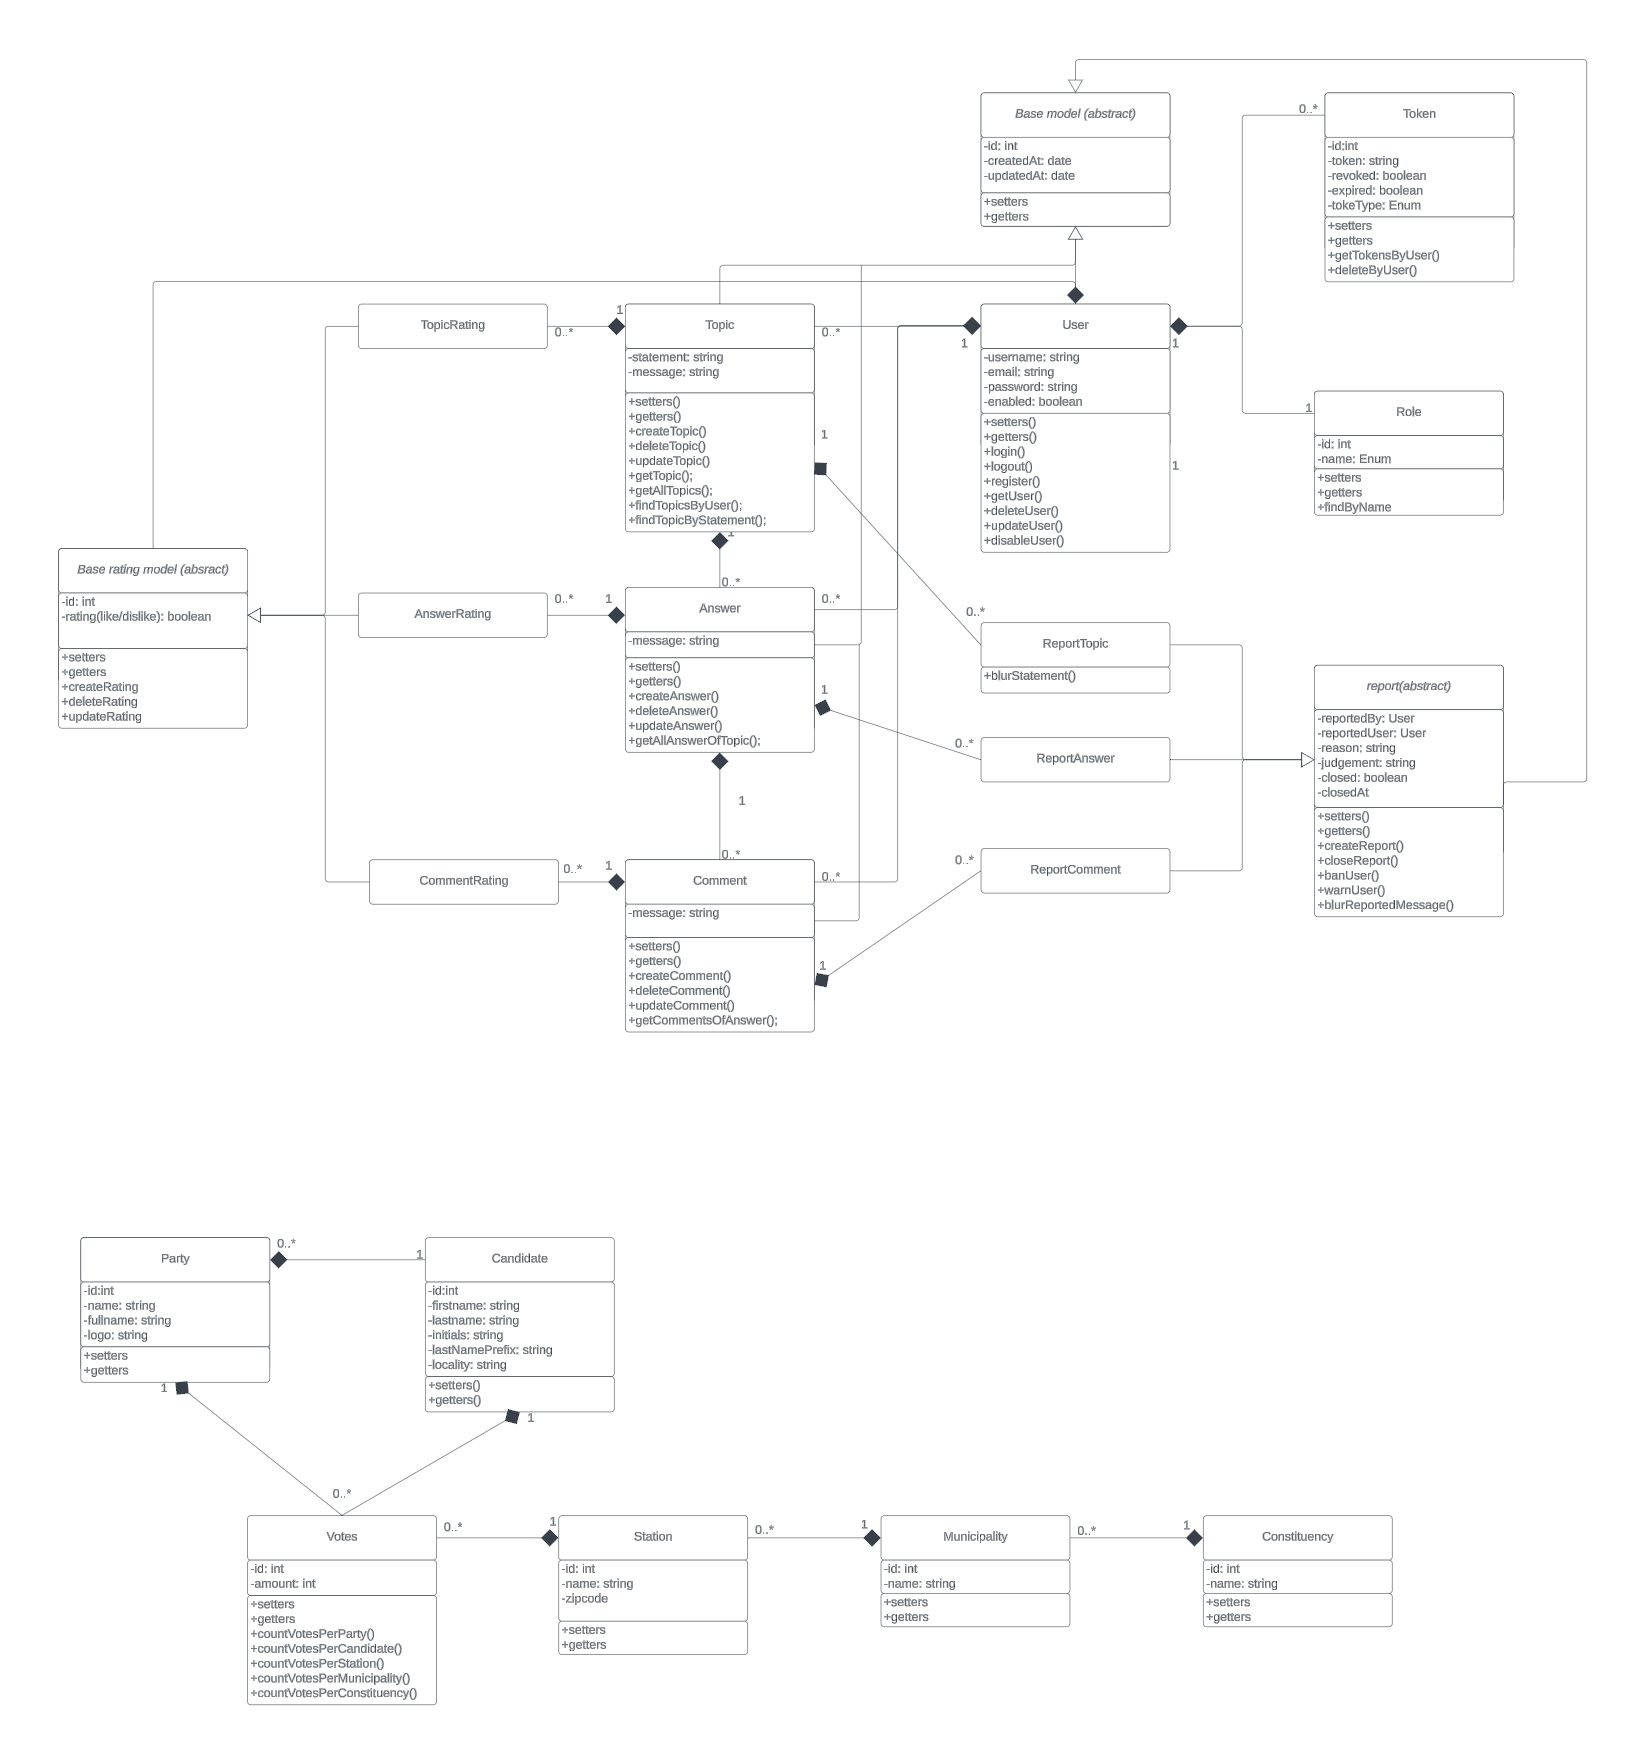 Base model (abstract)
-id: int
-createdAt: date
-updatedAt: date
+setters
+getters
0..*
Token
-id:int
-token: string
-revoked: boolean
-expired: boolean
-tokeType: Enum
+setters
+getters
+getTokensByUser()
+deleteByUser()
TopicRating
0..*
1
Topic
-statement: string
-message: string
+setters()
+getters()
+createTopic()
+deleteTopic()
+updateTopic()
+getTopic();
+getAllTopics();
+findTopicsByUser();
+findTopicByStatement();
0..*
1
1
1
User
-username: string
-email: string
-password: string
-enabled: boolean
+setters()
+getters()
+login()
+logout()
+register()
+getUser()
+deleteUser()
+updateUser()
+disableUser()
1
1
1
Role
-id: int
-name: Enum
+setters
+getters
+findByName
Base rating model (absract)
-id: int
-rating(like/dislike): boolean
+setters
+getters
+createRating
+deleteRating
+updateRating
AnswerRating
0..*
1
0..*
Answer
-message: string
+setters()
+getters()
+createAnswer()
+deleteAnswer()
+updateAnswer()
+getAllAnswerOfTopic();
0..*
1
1
0..*
ReportTopic
+blurStatement()
0..*
ReportAnswer
0..*
ReportComment
report(abstract)
-reportedBy: User
-reportedUser: User
-reason: string
-judgement: string
-closed: boolean
-closedAt
+setters()
+getters()
+createReport()
+closeReport()
+banUser()
+warnUser()
+blurReportedMessage()
CommentRating
0..*
1
0..*
Comment
-message: string
+setters()
+getters()
+createComment()
+deleteComment()
+updateComment()
+getCommentsOfAnswer();
0..*
1
Party
-id:int
-name: string
-fullname: string
-logo: string
+setters
+getters
0..*
1
1
Candidate
-id:int
-firstname: string
-lastname: string
-initials: string
-lastNamePrefix: string
-locality: string
+setters()
+getters()
1
0..*
Votes
-id: int
-amount: int
+setters
+getters
+countVotesPerParty()
+countVotesPerCandidate()
+countVotesPerStation()
+countVotesPerMunicipality()
+countVotesPerConstituency()
0..*
1
Station
-id: int
-name: string
-zipcode
+setters
+getters
0..*
1
Municipality
-id: int
-name: string
+setters
+getters
0..*
1
Constituency
-id: int
-name: string
+setters
+getters